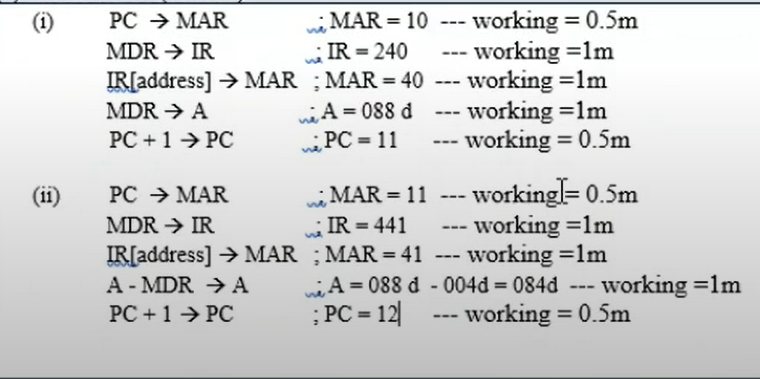 (i) PC → MAR ; MAR = 10 --- working = 0.5m
MDR → IR ; IR = 240 --- working =1m
IR[address] → MAR ; MAR = 40 --- working =1m
MDR → A ; A = 088 d --- working =1m
PC + 1 → PC ; PC = 11 --- working = 0.5m
(ii) PC → MAR ; MAR = 11 --- working = 0.5m
MDR → IR ; IR = 441 --- working =1m
IR[address] → MAR ; MAR = 41 --- working =1m
A - MDR → A ; A = 088 d - 004d = 084d --- working =1m
PC + 1 → PC ; PC = 12 --- working = 0.5m